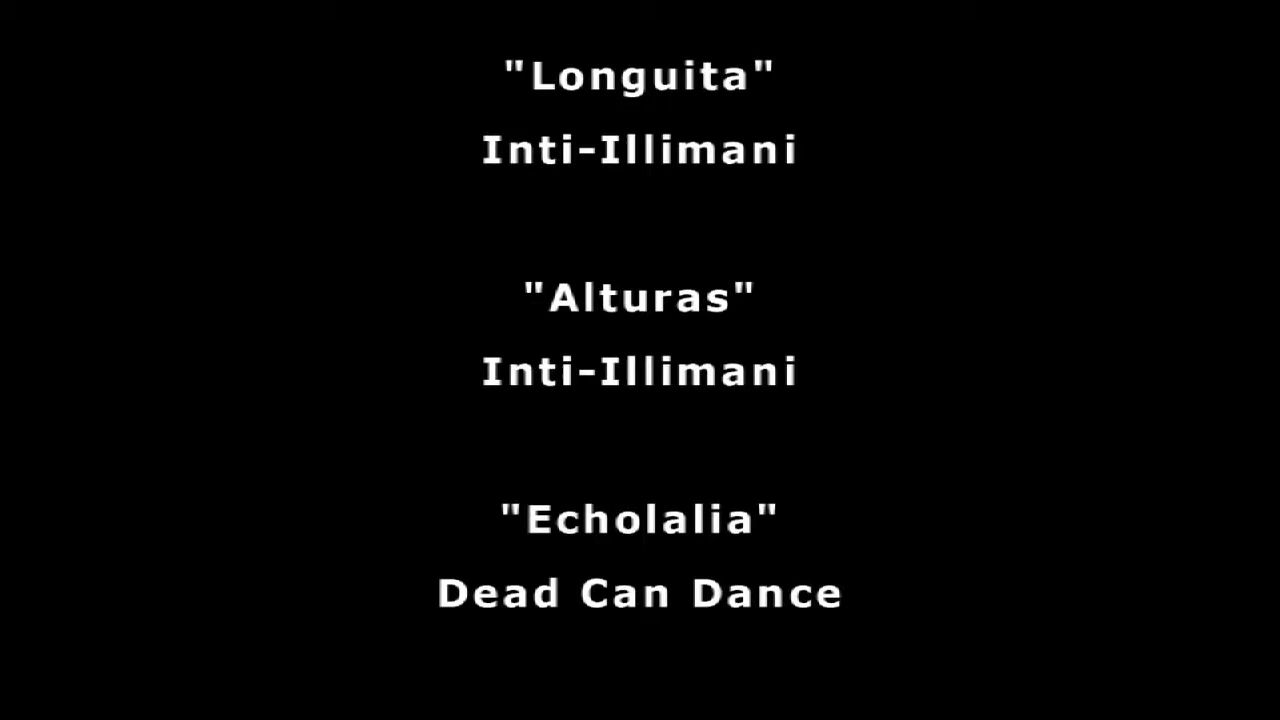 "Longuita"
Inti-Illimani
"Alturas"
Inti-Illimani
"Echolalia"
Dead Can Dance